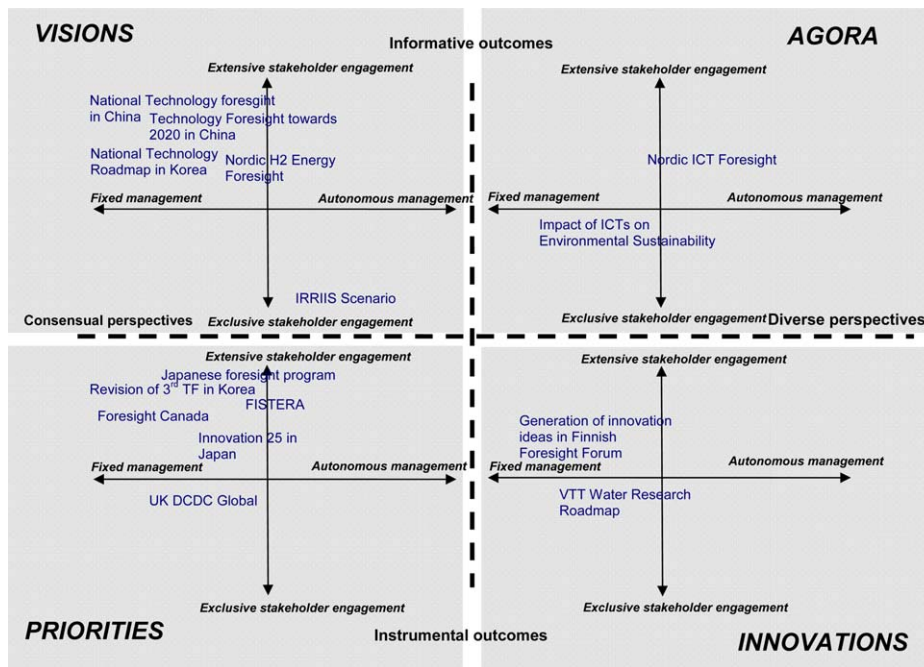 VISIONS
Informative outcomes
AGORA
Extensive stakeholder engagement
National Technology foresgiht
in China
Technology Foresight towards
2020 in China
National Technology
Roadmap in Korea
Nordic H2 Energy
Foresight
Fixed management
Autonomous management
IRRIIS Scenario
Consensual perspectives
Exclusive stakeholder engagement
Extensive stakeholder engagement
Nordic ICT Foresight
Fixed management
Autonomous management
Impact of ICTs on
Environmental Sustainability
Exclusive stakeholder engagement
Diverse perspectives
Extensive stakeholder engagement
Japanese foresight program
Revision of 3rd TF in Korea
FISTERA
Foresight Canada
Innovation 25 in
Japan
Fixed management
Autonomous management
UK DCDC Global
Exclusive stakeholder engagement
PRIORITIES
Instrumental outcomes
Extensive stakeholder engagement
Generation of innovation
ideas in Finnish
Foresight Forum
Fixed management
Autonomous management
VTT Water Research
Roadmap
Exclusive stakeholder engagement
INNOVATIONS